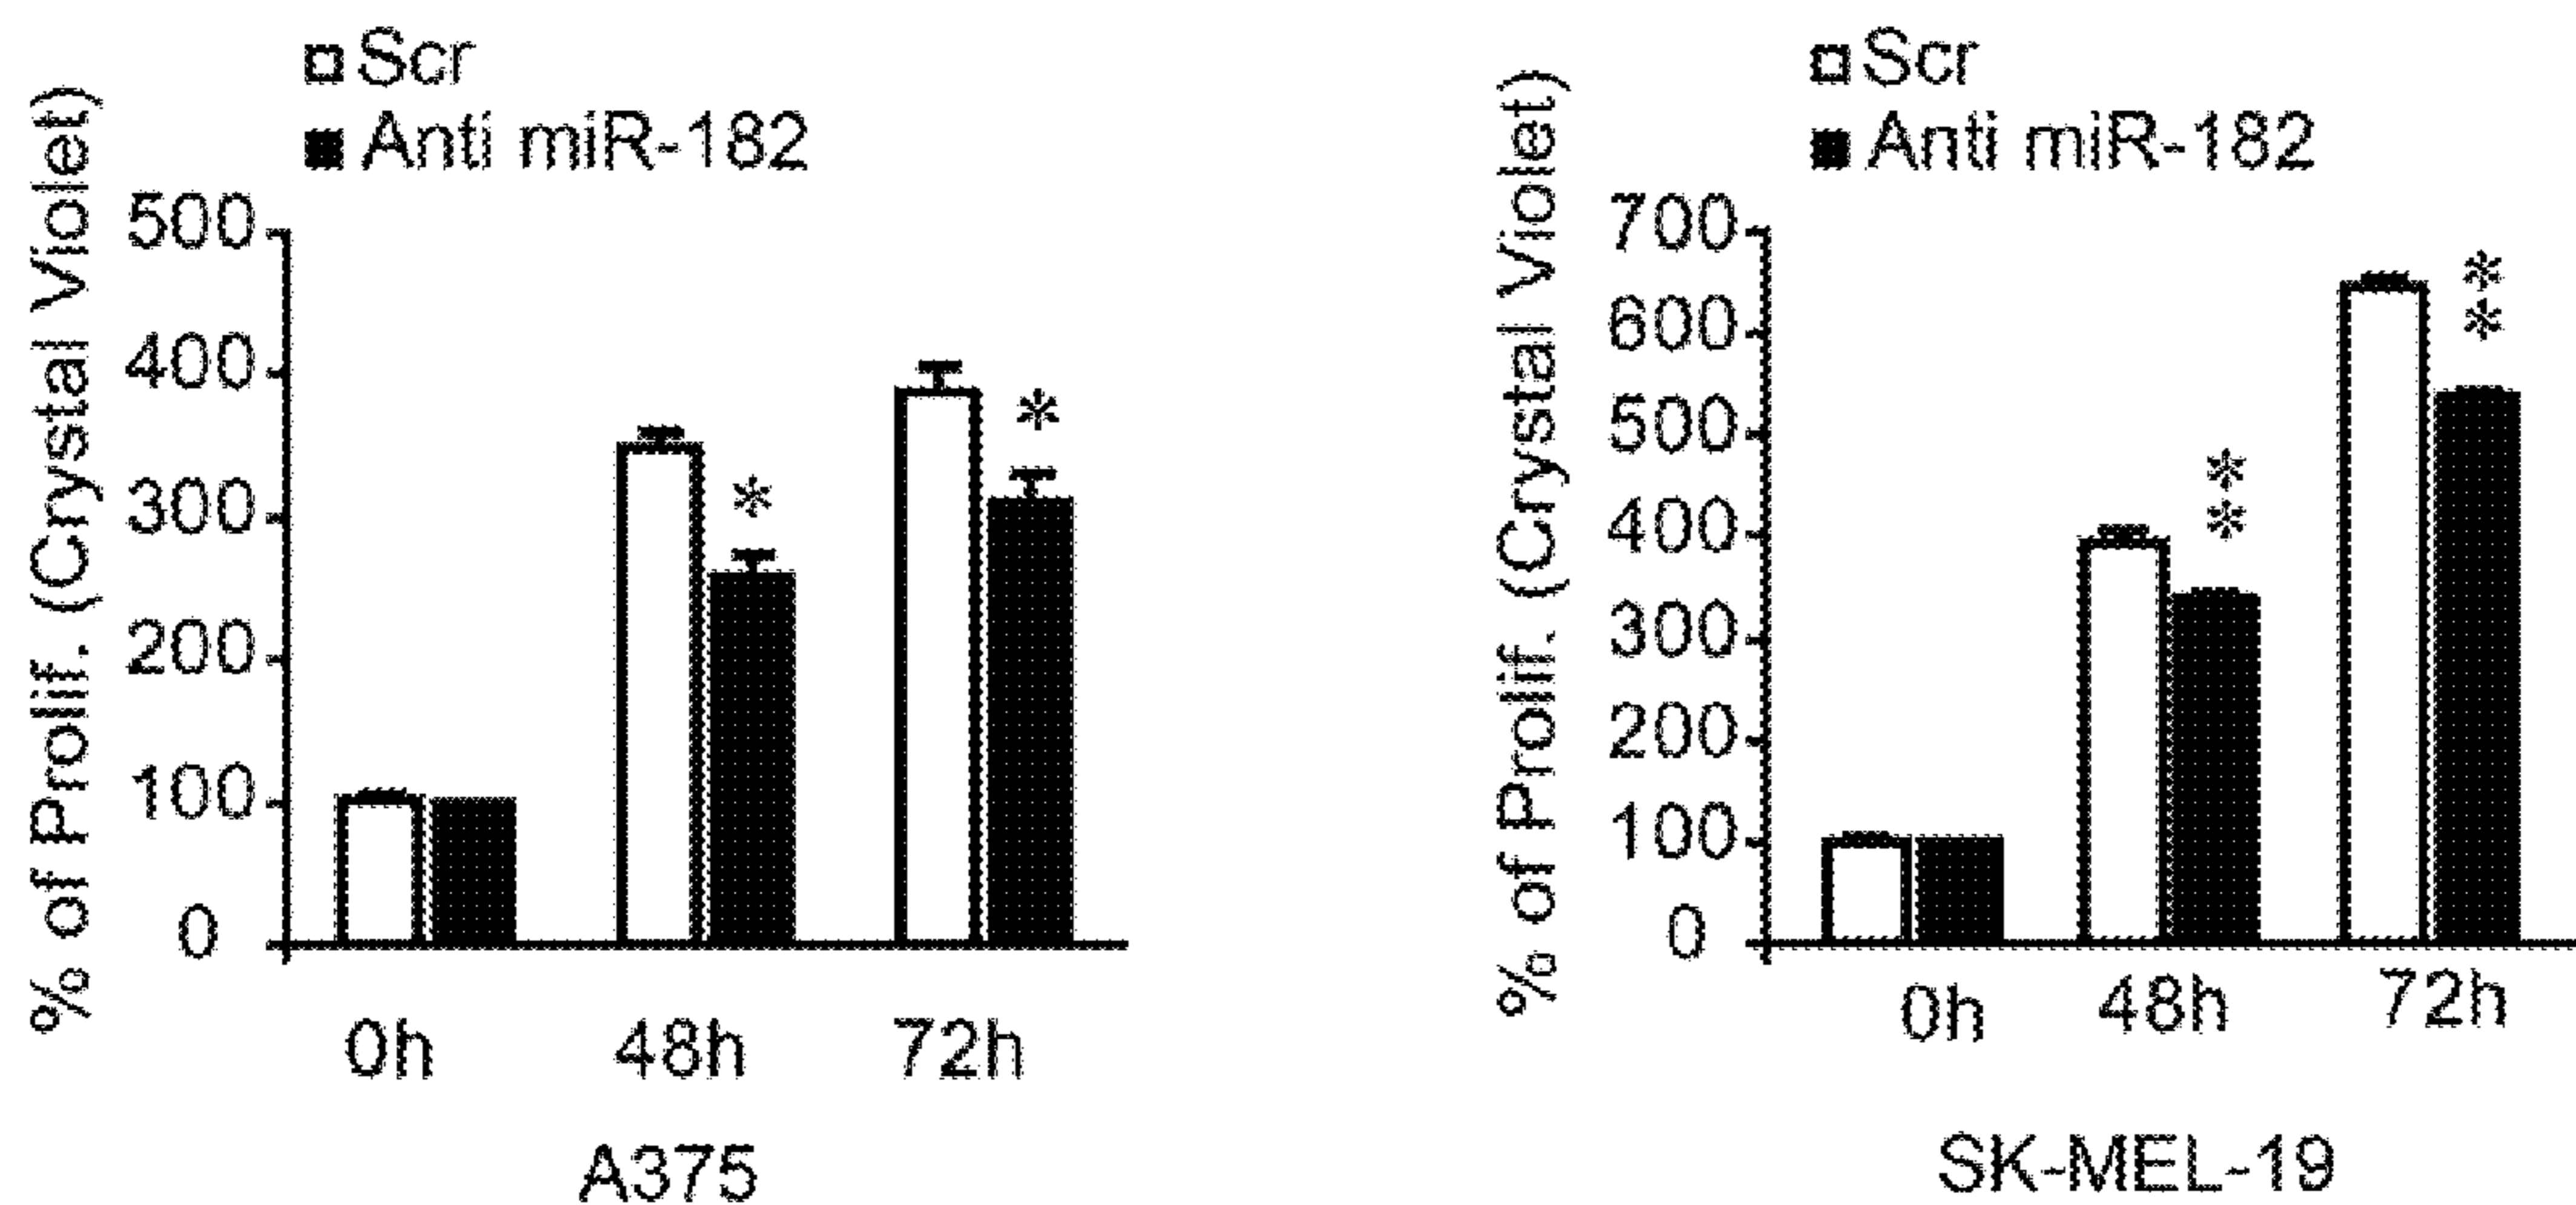 Scr
Anti miR-182
% of Prolif. (Crystal Violet)
500
400
300
200
100
0
*
*
0h 48h 72h
A375
Scr
Anti miR-182
% of Prolif. (Crystal Violet)
700
600
500
400
300
200
100
0
**
**
0h 48h 72h
SK-MEL-19